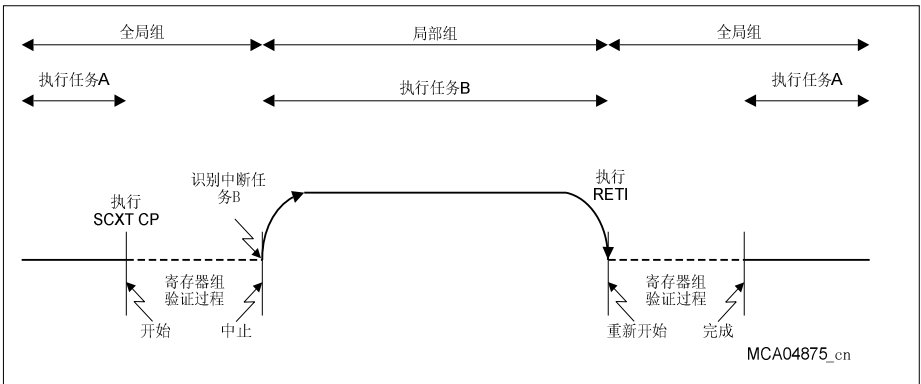 全局组
局部组
全局组
执行任务A
执行任务B
执行任务A
识别中断任
务B
执行
RETI
执行
SCXT CP
寄存器组
验证过程
寄存器组
验证过程
开始
中止
重新开始
完成
MCA04875_cn